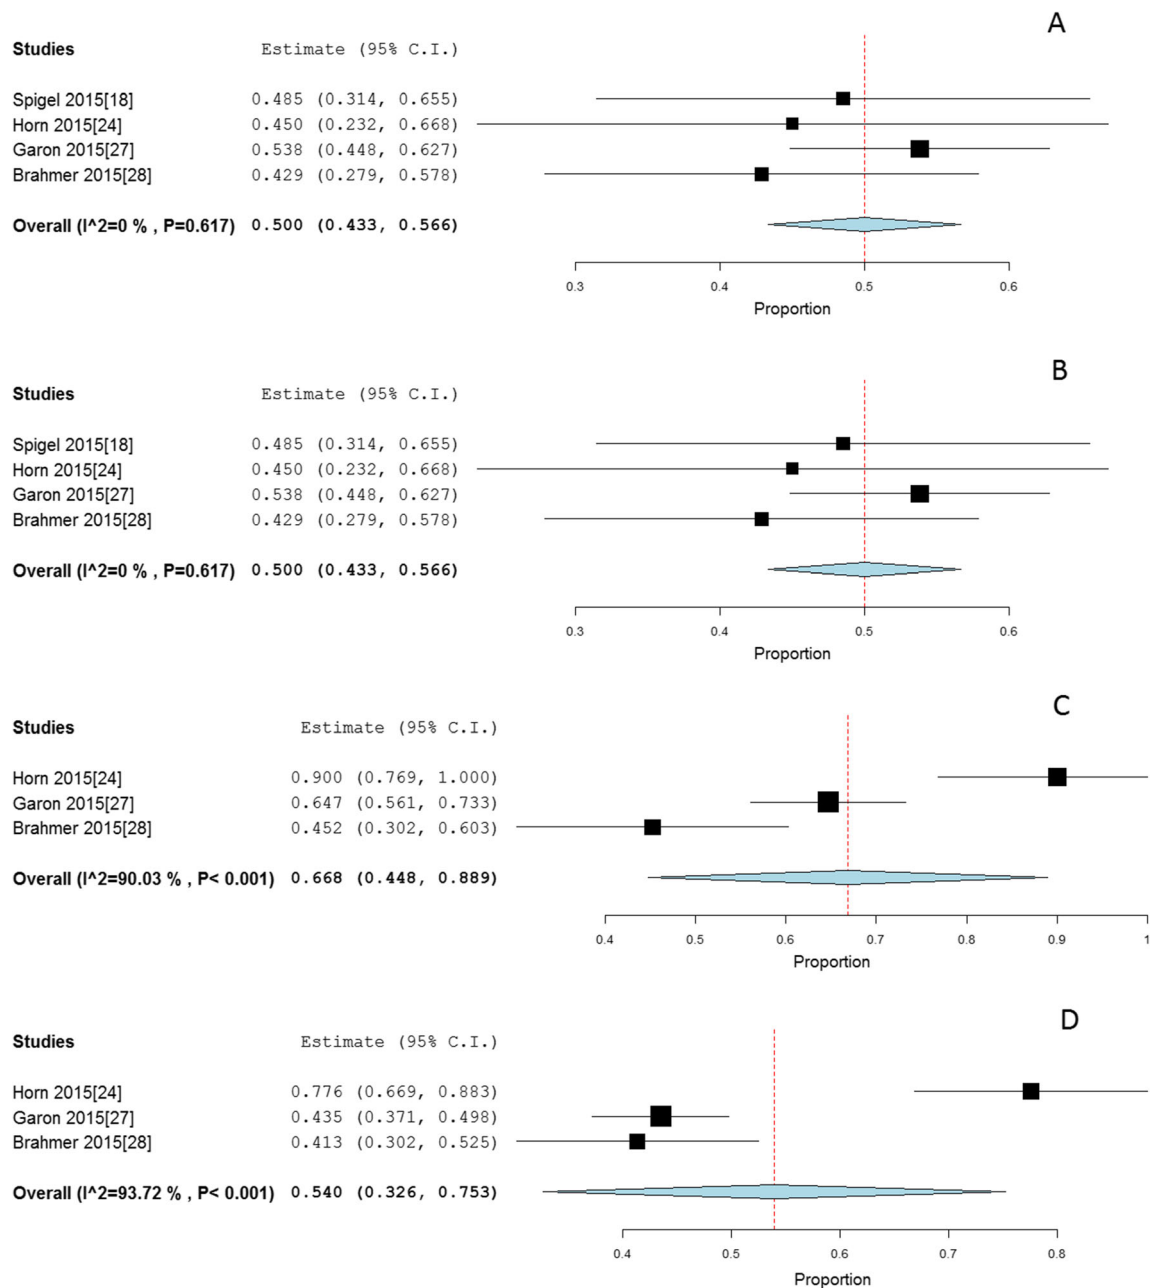 A
Studies Estimate (95% C.I.)
Spigel 2015[18] 0.485 (0.314, 0.655)
Horn 2015[24] 0.450 (0.232, 0.668)
Garon 2015[27] 0.538 (0.448, 0.627)
Brahmer 2015[28] 0.429 (0.279, 0.578)
Overall (I^2=0 % , P=0.617) 0.500 (0.433, 0.566)
0.3 0.4 0.5 0.6
Proportion
B
Studies Estimate (95% C.I.)
Spigel 2015[18] 0.485 (0.314, 0.655)
Horn 2015[24] 0.450 (0.232, 0.668)
Garon 2015[27] 0.538 (0.448, 0.627)
Brahmer 2015[28] 0.429 (0.279, 0.578)
Overall (I^2=0 % , P=0.617) 0.500 (0.433, 0.566)
0.3 0.4 0.5 0.6
Proportion
C
Studies Estimate (95% C.I.)
Horn 2015[24] 0.900 (0.769, 1.000)
Garon 2015[27] 0.647 (0.561, 0.733)
Brahmer 2015[28] 0.452 (0.302, 0.603)
Overall (I^2=90.03 % , P< 0.001) 0.668 (0.448, 0.889)
0.4 0.5 0.6 0.7 0.8 0.9 1
Proportion
D
Studies Estimate (95% C.I.)
Horn 2015[24] 0.776 (0.669, 0.883)
Garon 2015[27] 0.435 (0.371, 0.498)
Brahmer 2015[28] 0.413 (0.302, 0.525)
Overall (I^2=93.72 % , P< 0.001) 0.540 (0.326, 0.753)
0.4 0.5 0.6 0.7 0.8
Proportion